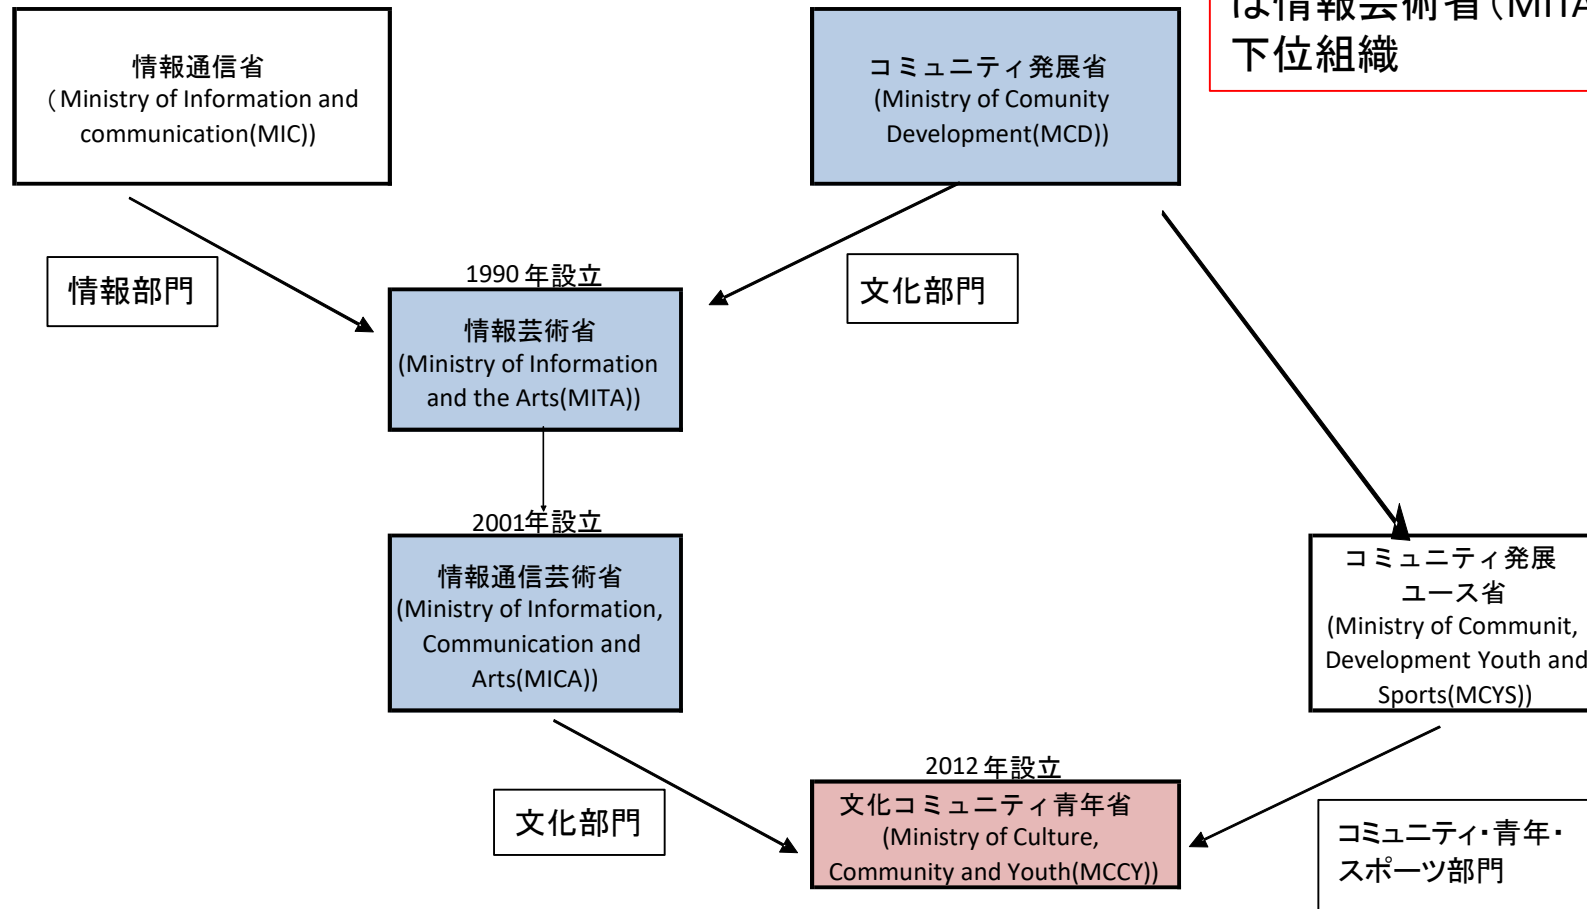 は情報芸術省(MITA
下位組織
情報通信省
(Ministry of Information and
communication(MIC))
コミュニティ発展省
(Ministry of Comunity
Development(MCD))
情報部門
文化部門
1990 年設立
情報芸術省
(Ministry of Information
and the Arts(MITA))
2001年設立
情報通信芸術省
(Ministry of Information,
Communication and
Arts(MICA))
コミュニティ発展
ユース省
(Ministry of Communit,
Development Youth and
Sports(MCYS))
文化部門
2012 年設立
文化コミュニティ青年省
(Ministry of Culture,
Community and Youth(MCCY))
コミュニティ・青年・
スポーツ部門